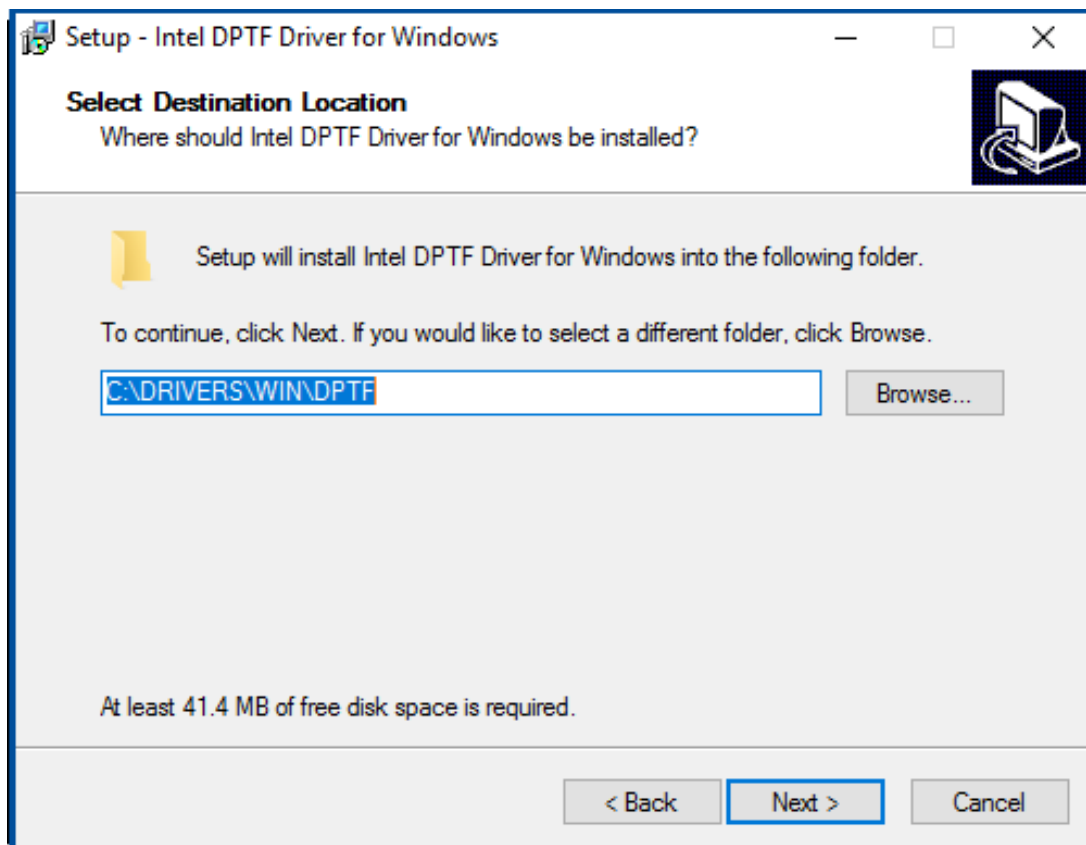 Setup - Intel DPTF Driver for Windows
Select Destination Location
Where should Intel DPTF Driver for Windows be installed?
Setup will install Intel DPTF Driver for Windows into the following folder.
To continue, click Next. If you would like to select a different folder, click Browse.
C:\DRIVERS\WIN\DPTF
Browse...
At least 41.4 MB of free disk space is required.
< Back
Next >
Cancel